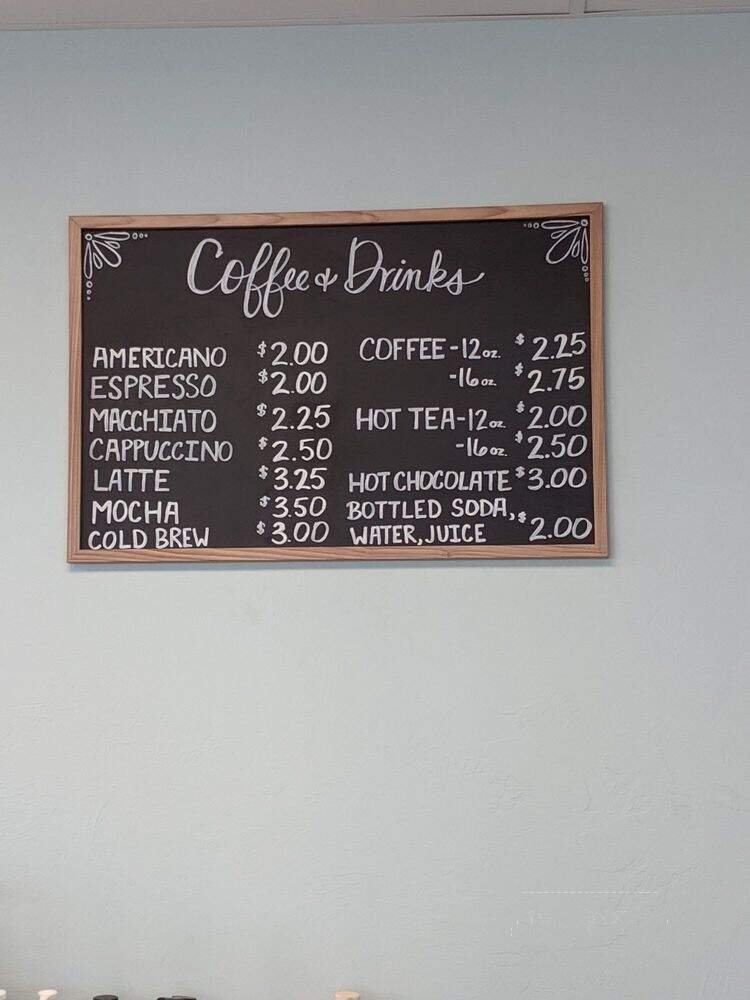 Coffee & Drinks
AMERICANO $2.00
ESPRESSO $2.00
MACCHIATO $2.25
CAPPUCCINO $2.50
LATTE $3.25
MOCHA $3.50
COLD BREW $3.00
COFFEE-12oz. $2.25
-16oz. $2.75
HOT TEA-12oz. $2.00
-16oz. $2.50
HOT CHOCOLATE $3.00
BOTTLED SODA,
WATER, JUICE $2.00